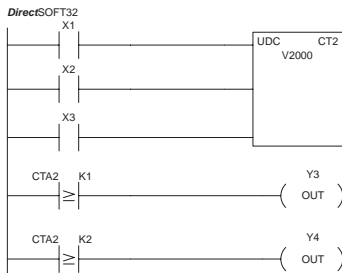 DirectSOFT32
X1
UDC CT2
V2000
X2
X3
CTA2 ≥ K1
Y3
OUT
CTA2 ≥ K2
Y4
OUT